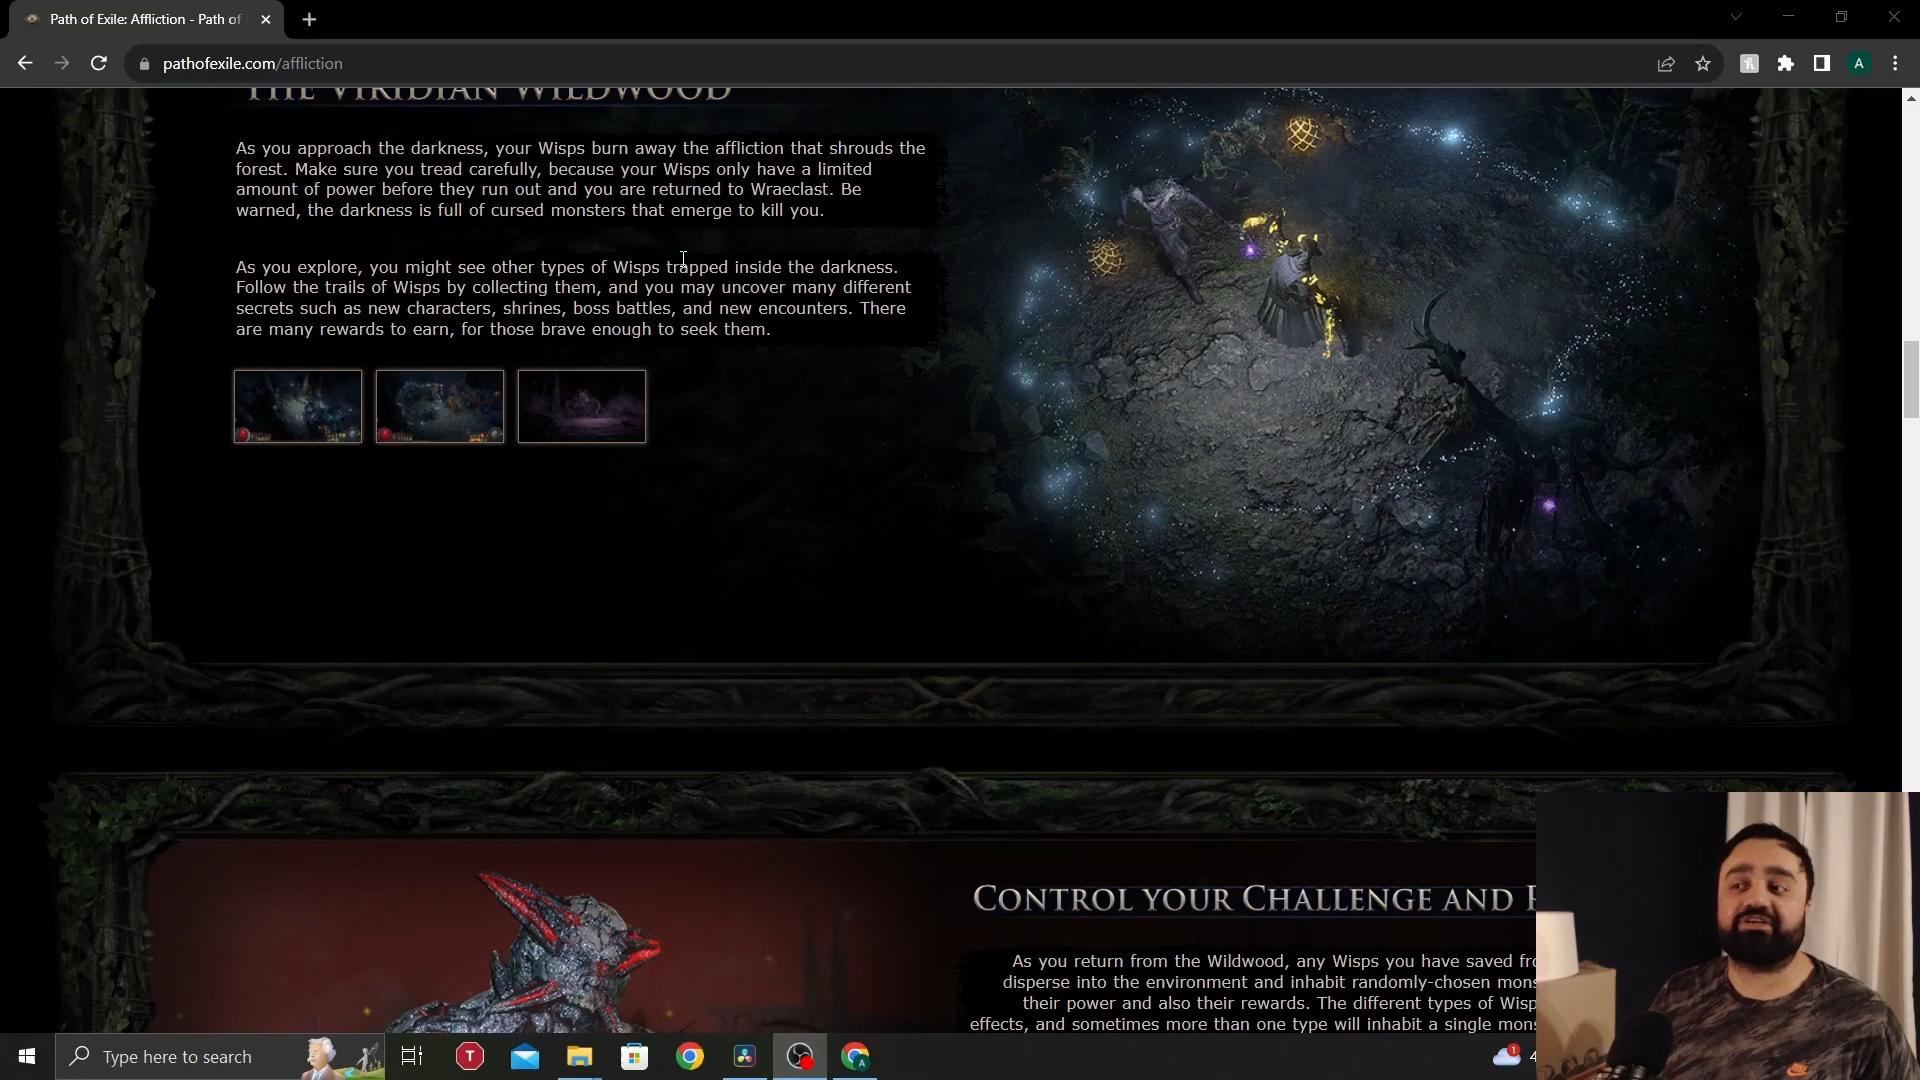 Path of Exile: Affliction - Path of
pathofexile.com/affliction
A
THE VIRIDIAN WILDWOOD
As you approach the darkness, your Wisps burn away the affliction that shrouds the
forest. Make sure you tread carefully, because your Wisps only have a limited
amount of power before they run out and you are returned to Wraeclast. Be
warned, the darkness is full of cursed monsters that emerge to kill you.
As you explore, you might see other types of Wisps trapped inside the darkness.
Follow the trails of Wisps by collecting them, and you may uncover many different
secrets such as new characters, shrines, boss battles, and new encounters. There
are many rewards to earn, for those brave enough to seek them.
CONTROL YOUR CHALLENGE AND
As you return from the Wildwood, any Wisps you have saved
disperse into the environment and inhabit randomly-chosen
their power and also their rewards. The different types of
effects, and sometimes more than one type will inhabit a single
Type here to search
T
A
1
4